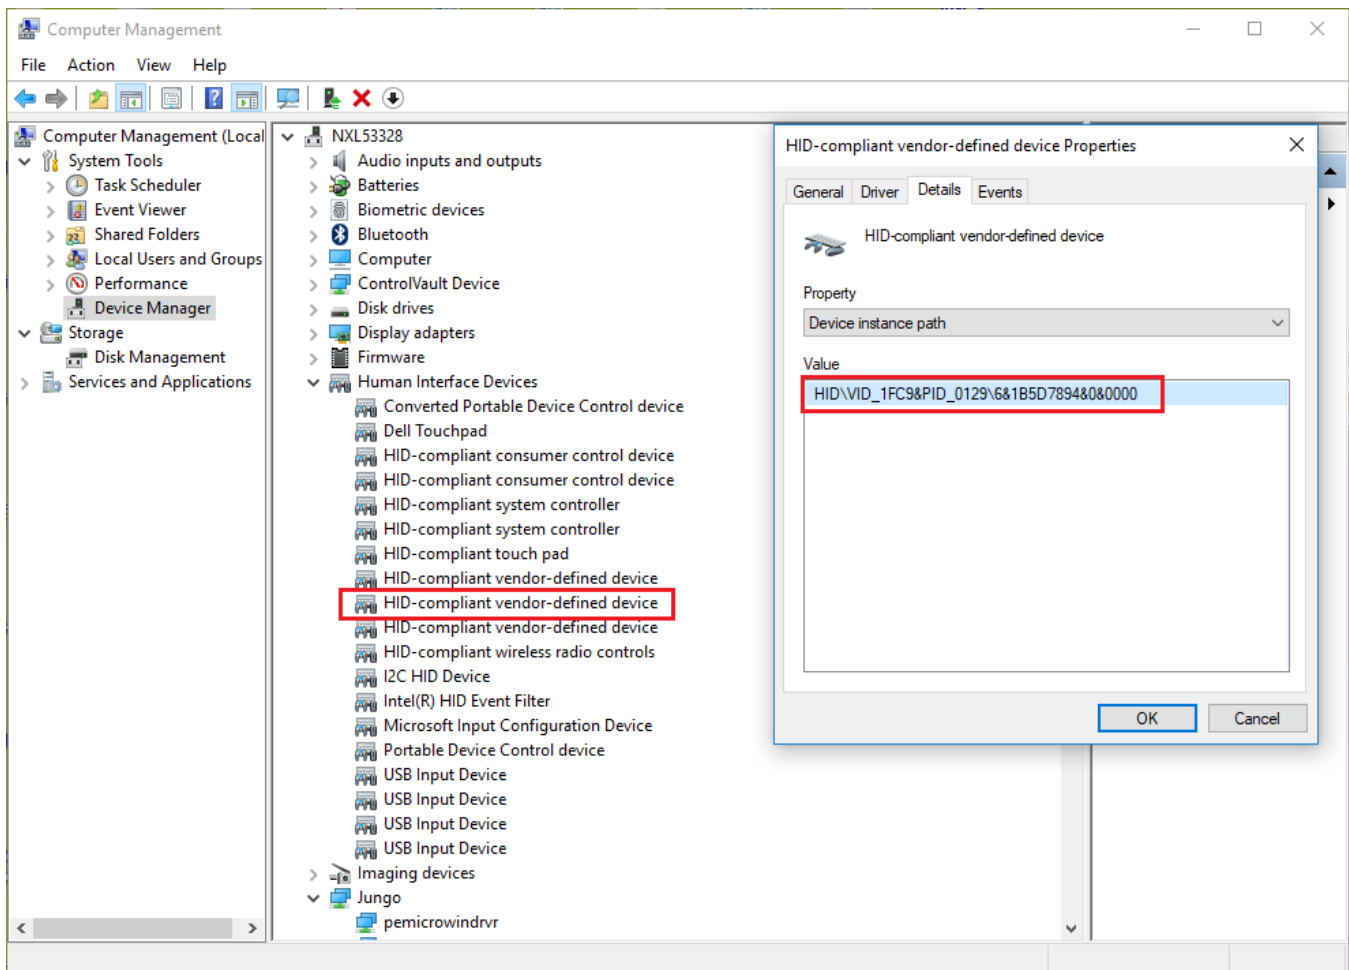 Computer Management
File Action View Help
Computer Management (Local
System Tools
Task Scheduler
Event Viewer
Shared Folders
Local Users and Groups
Performance
Device Manager
Storage
Disk Management
Services and Applications
NXL53328
Audio inputs and outputs
Batteries
Biometric devices
Bluetooth
Computer
ControlVault Device
Disk drives
Display adapters
Firmware
Human Interface Devices
Converted Portable Device Control device
Dell Touchpad
HID-compliant consumer control device
HID-compliant consumer control device
HID-compliant system controller
HID-compliant system controller
HID-compliant touch pad
HID-compliant vendor-defined device
HID-compliant vendor-defined device
HID-compliant vendor-defined device
HID-compliant wireless radio controls
I2C HID Device
Intel(R) HID Event Filter
Microsoft Input Configuration Device
Portable Device Control device
USB Input Device
USB Input Device
USB Input Device
USB Input Device
Imaging devices
Jungo
pemicrowindrvr
HID-compliant vendor-defined device Properties
General Driver Details Events
HID-compliant vendor-defined device
Property
Device instance path
Value
HID\VID_1FC9&PID_0129\6&1B5D7894&0&0000
OK Cancel